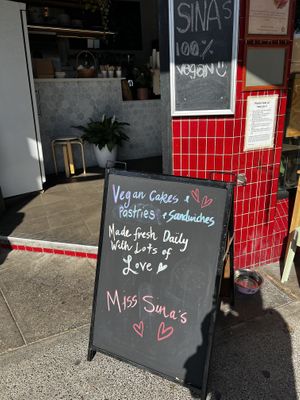 SINA's
100%
vegan
Vegan Cakes +
Pastries + Sandwiches
Made fresh Daily
With Lots of
Love
Miss Sina's